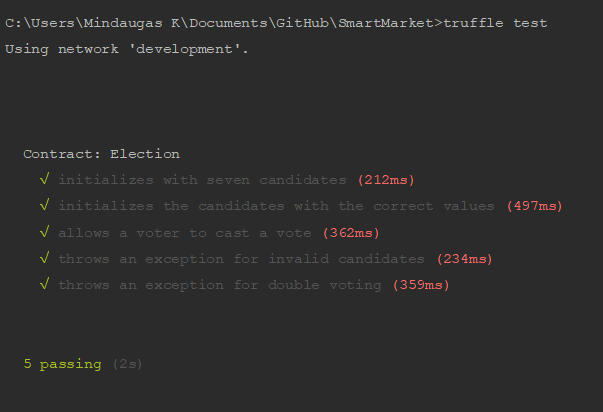 C:\Users\Mindaugas K\Documents\GitHub\SmartMarket>truffle test
Using network 'development'.
Contract: Election
√ initializes with seven candidates (212ms)
√ initializes the candidates with the correct values (497ms)
√ allows a voter to cast a vote (362ms)
√ throws an exception for invalid candidates (234ms)
√ throws an exception for double voting (359ms)
5 passing (2s)